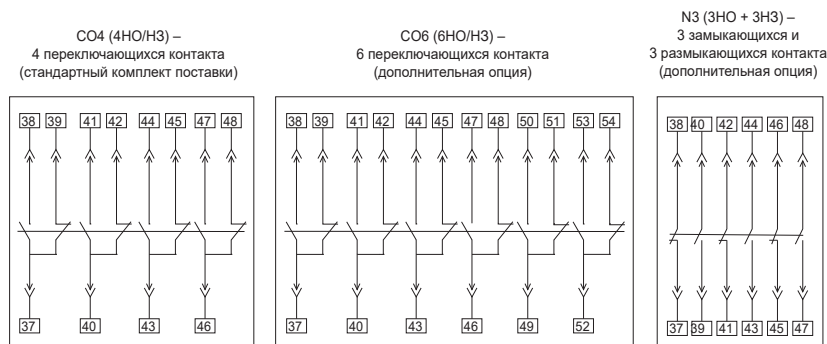 CO4 (4НО/НЗ) –
4 переключающихся контакта
(стандартный комплект поставки)
38 39 41 42 44 45 47 48
37 40 43 46
CO6 (6НО/НЗ) –
6 переключающихся контакта
(дополнительная опция)
38 39 41 42 44 45 47 48 50 51 53 54
37 40 43 46 49 52
N3 (3НО + 3НЗ) –
3 замыкающихся и
3 размыкающихся контакта
(дополнительная опция)
38 40 42 44 46 48
37 39 41 43 45 47